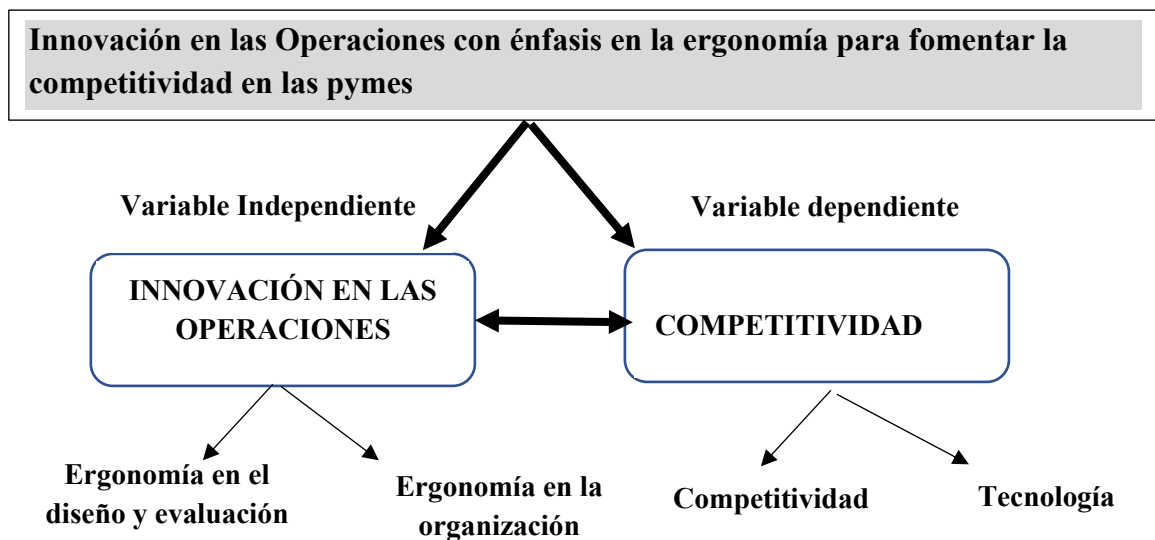 Innovación en las Operaciones con énfasis en la ergonomía para fomentar la
competitividad en las pymes
Variable Independiente
Variable dependiente
INNOVACIÓN EN LAS
OPERACIONES
COMPETITIVIDAD
Ergonomía en el
diseño y evaluación
Ergonomía en la
organización
Competitividad
Tecnología